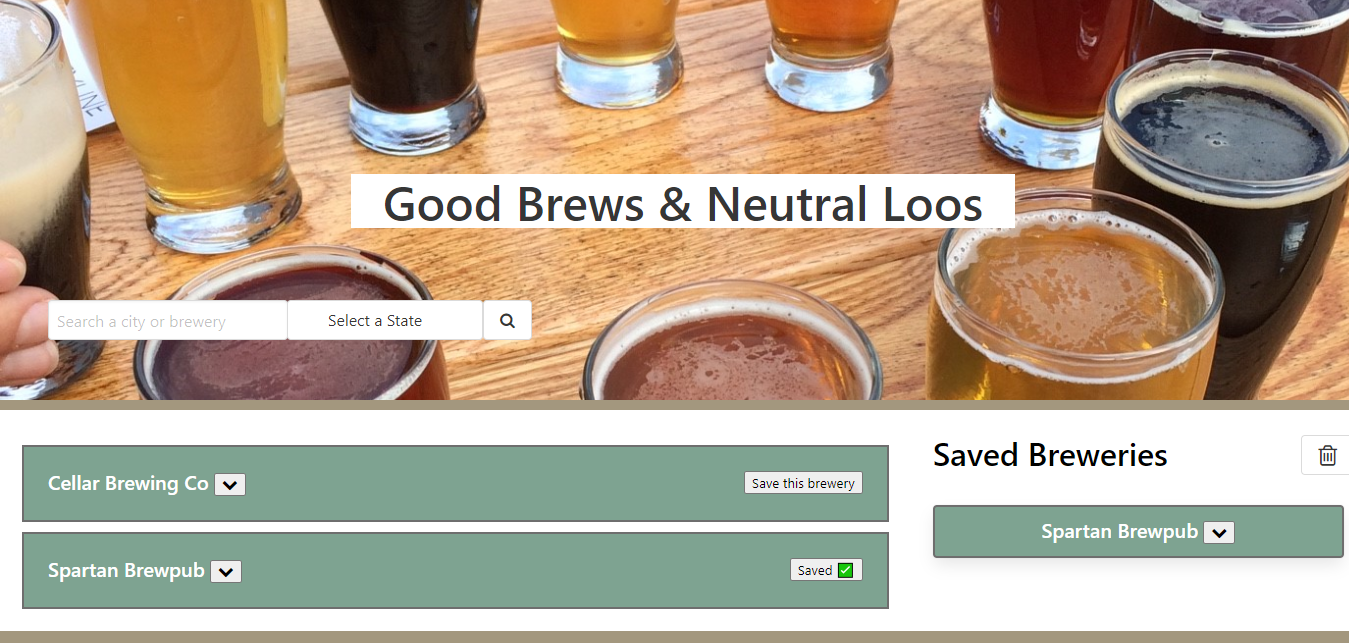 Good Brews & Neutral Loos
Search a city or brewery
Select a State
Cellar Brewing Co
Save this brewery
Spartan Brewpub
Saved ✅
Saved Breweries
Spartan Brewpub